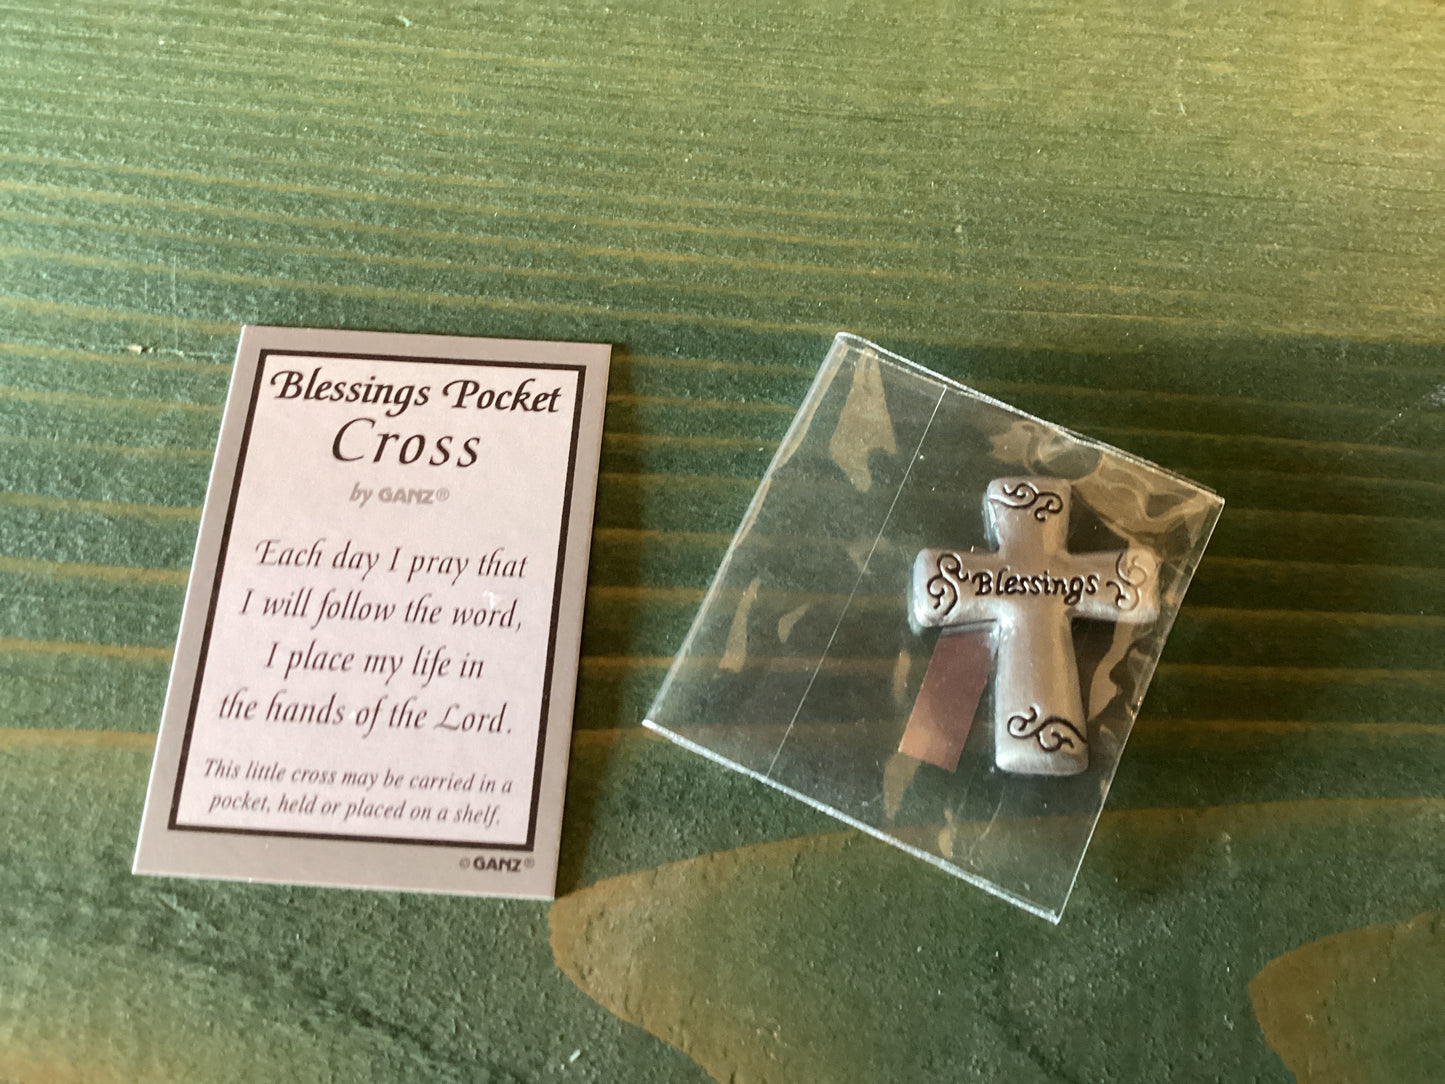 Blessings Pocket
Cross
by GANZ®
Each day I pray that
I will follow the word,
I place my life in
the hands of the Lord.
This little cross may be carried in a
pocket, held or placed on a shelf.
© GANZ®
Blessings